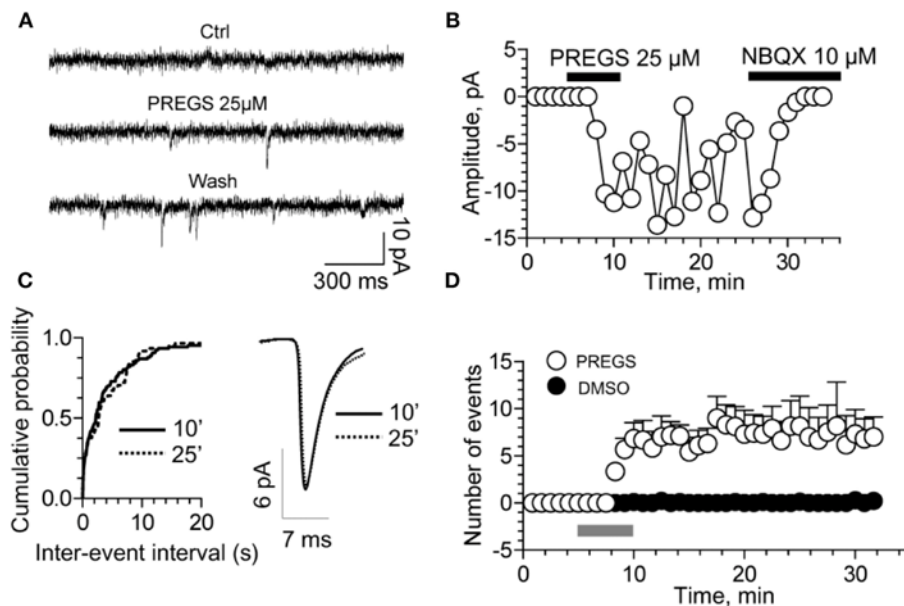 A
Ctrl
PREGS 25μM
Wash
10 pA
300 ms
B
PREGS 25 μM
NBQX 10 μM
5
0
-5
-10
-15
Amplitude, pA
0
10
20
30
Time, min
C
Cumulative probability
1.0
0.5
0.0
10'
25'
0
10
20
Inter-event interval (s)
10'
25'
6 pA
7 ms
D
PREGS
DMSO
15
10
5
0
-5
Number of events
0
10
20
30
Time, min